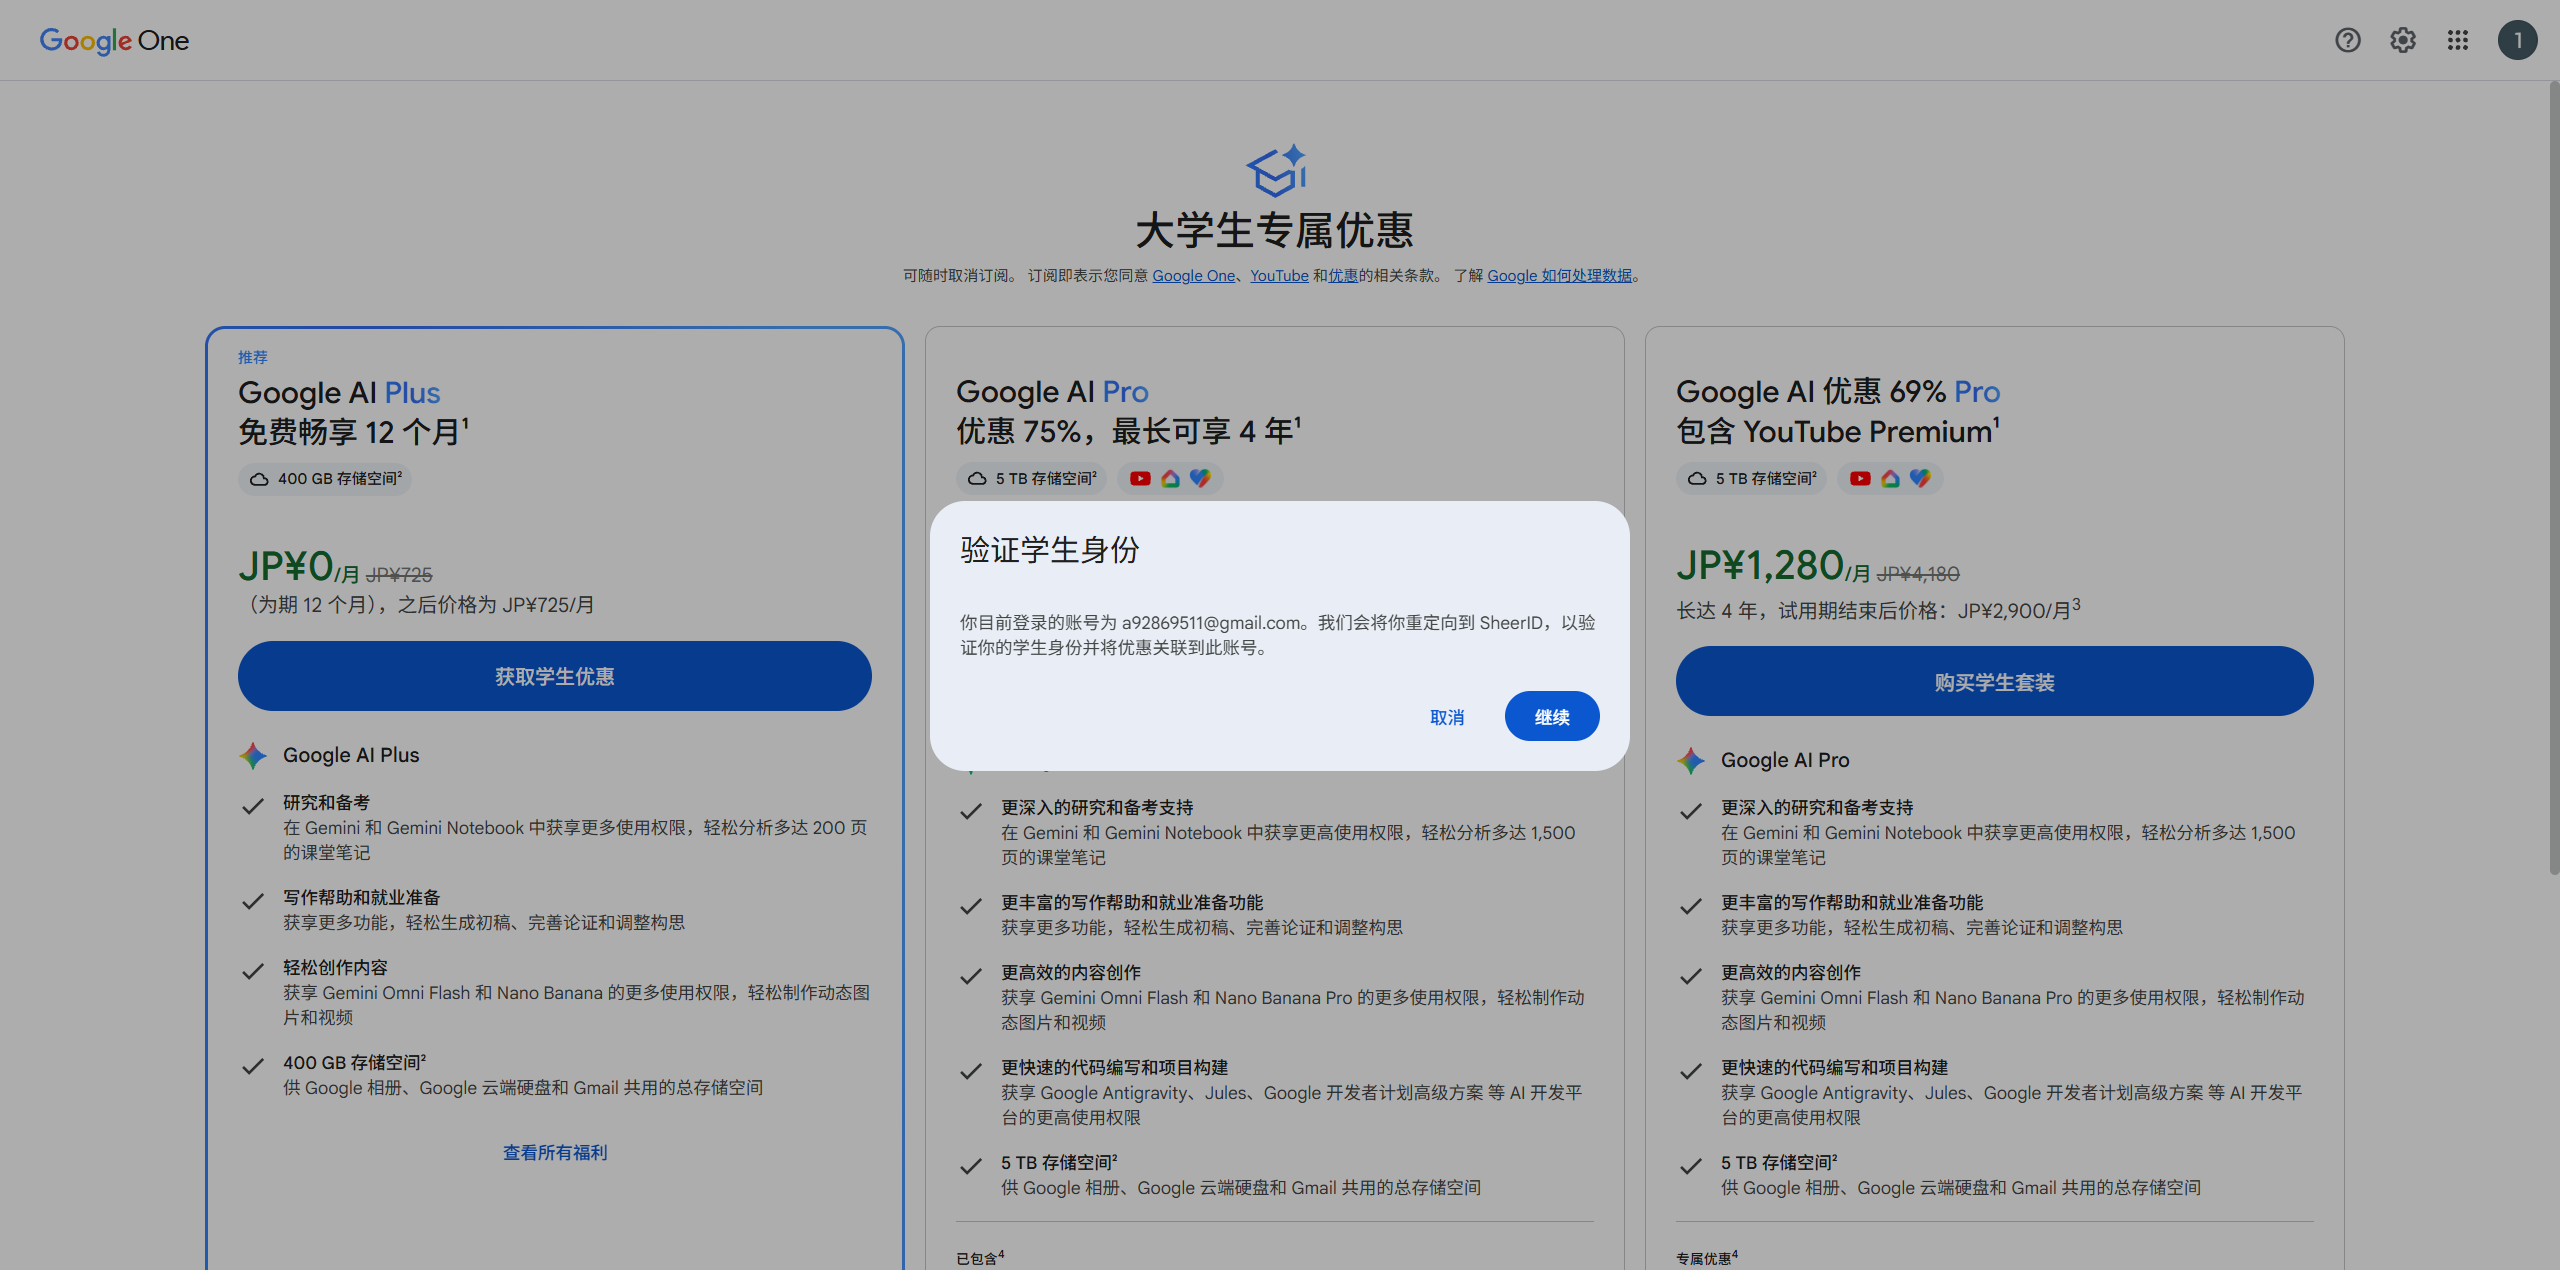 Google One
1
大学生专属优惠
可随时取消订阅。 订阅即表示您同意 Google One、YouTube 和优惠的相关条款。 了解 Google 如何处理数据。
推荐
Google AI Plus
免费畅享 12 个月¹
400 GB 存储空间²
JP¥0/月 JP¥725
（为期 12 个月），之后价格为 JP¥725/月
获取学生优惠
Google AI Plus
研究和备考
在 Gemini 和 Gemini Notebook 中获享更多使用权限，轻松分析多达 200 页
的课堂笔记
写作帮助和就业准备
获享更多功能，轻松生成初稿、完善论证和调整构思
轻松创作内容
获享 Gemini Omni Flash 和 Nano Banana 的更多使用权限，轻松制作动态图
片和视频
400 GB 存储空间²
供 Google 相册、Google 云端硬盘和 Gmail 共用的总存储空间
查看所有福利
Google AI Pro
优惠 75%，最长可享 4 年¹
5 TB 存储空间²
验证学生身份
你目前登录的账号为 a92869511@gmail.com。我们会将你重定向到 SheerID，以验
证你的学生身份并将优惠关联到此账号。
取消
继续
更深入的研究和备考支持
在 Gemini 和 Gemini Notebook 中获享更高使用权限，轻松分析多达 1,500
页的课堂笔记
更丰富的写作帮助和就业准备功能
获享更多功能，轻松生成初稿、完善论证和调整构思
更高效的内容创作
获享 Gemini Omni Flash 和 Nano Banana Pro 的更多使用权限，轻松制作动
态图片和视频
更快速的代码编写和项目构建
获享 Google Antigravity、Jules、Google 开发者计划高级方案 等 AI 开发平
台的更高使用权限
5 TB 存储空间²
供 Google 相册、Google 云端硬盘和 Gmail 共用的总存储空间
已包含⁴
Google AI 优惠 69% Pro
包含 YouTube Premium¹
5 TB 存储空间²
JP¥1,280/月 JP¥4,180
长达 4 年，试用期结束后价格：JP¥2,900/月³
购买学生套装
Google AI Pro
更深入的研究和备考支持
在 Gemini 和 Gemini Notebook 中获享更高使用权限，轻松分析多达 1,500
页的课堂笔记
更丰富的写作帮助和就业准备功能
获享更多功能，轻松生成初稿、完善论证和调整构思
更高效的内容创作
获享 Gemini Omni Flash 和 Nano Banana Pro 的更多使用权限，轻松制作动
态图片和视频
更快速的代码编写和项目构建
获享 Google Antigravity、Jules、Google 开发者计划高级方案 等 AI 开发平
台的更高使用权限
5 TB 存储空间²
供 Google 相册、Google 云端硬盘和 Gmail 共用的总存储空间
专属优惠⁴